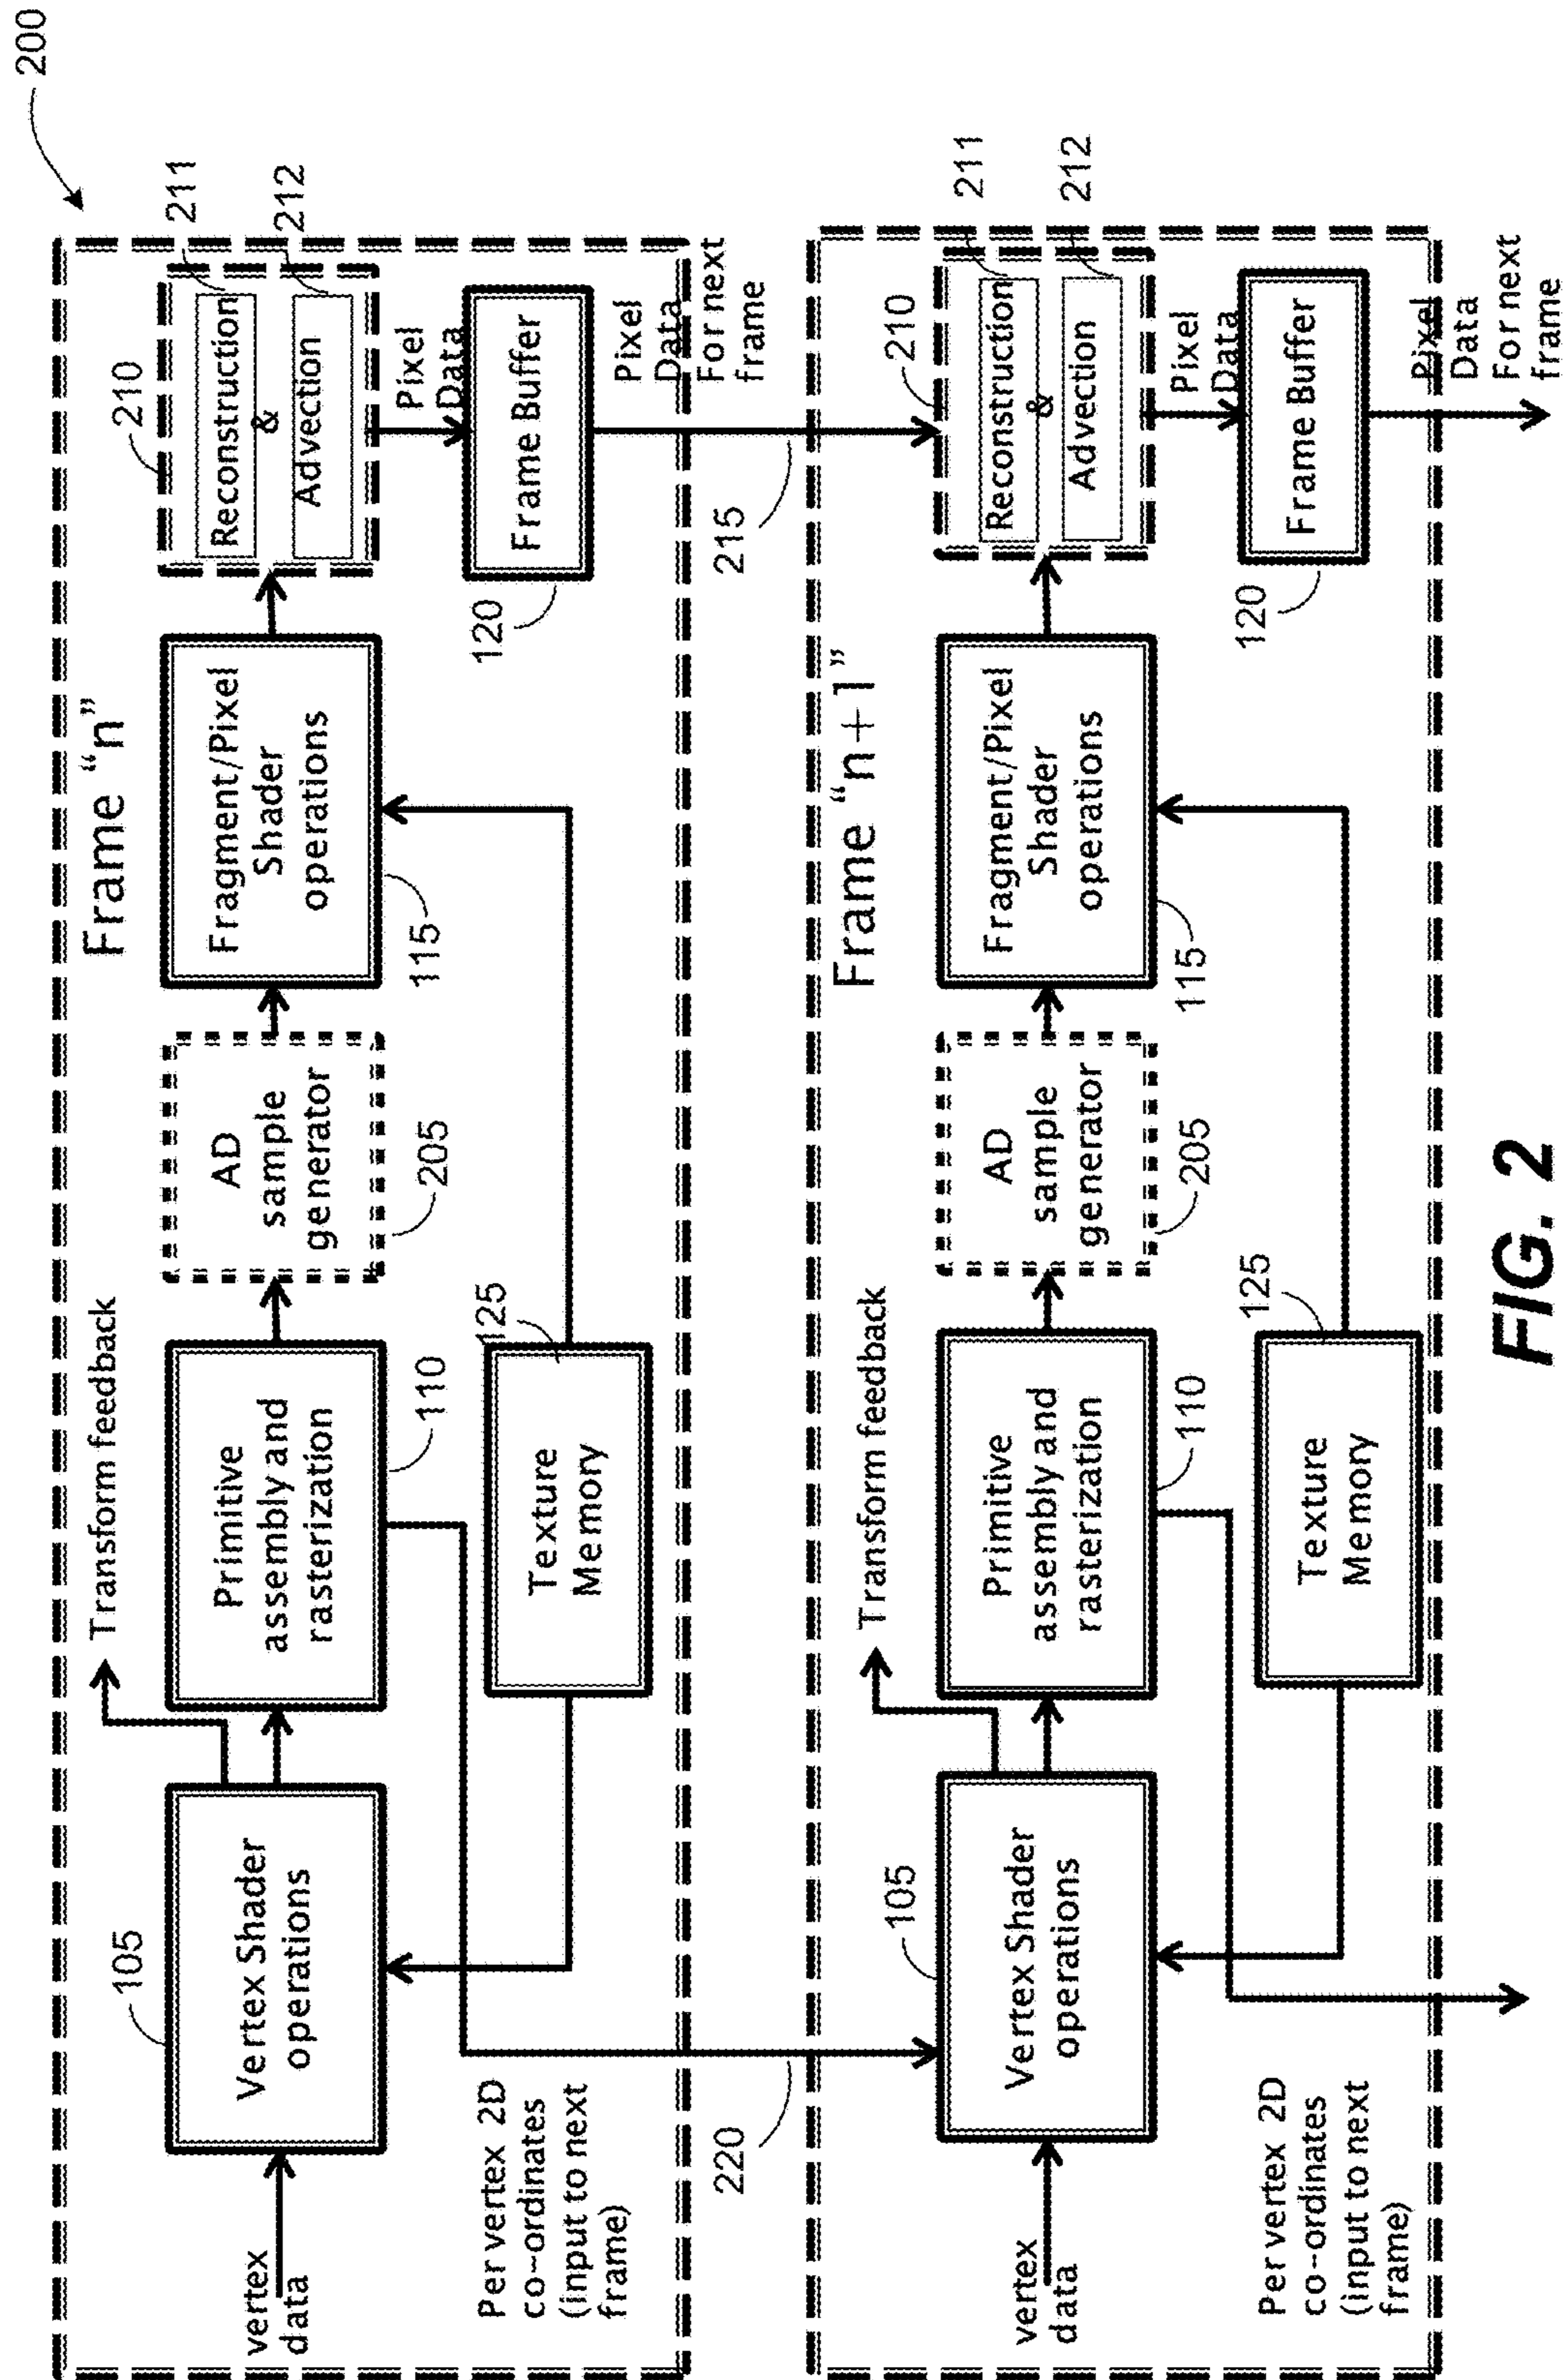 200
Frame “n”
Transform feedback
105
Vertex Shader
operations
vertex
data
Primitive
assembly and
rasterization
110
AD
sample
generator
205
Fragment/Pixel
Shader
operations
115
210
Reconstruction
&
Advection
211
212
Pixel
Data
Frame Buffer
120
Pixel
Data
For next
frame
Texture
Memory
125
Per vertex 2D
co-ordinates
(input to next
frame)
220
215
Frame “n+1”
Transform feedback
105
Vertex Shader
operations
vertex
data
Primitive
assembly and
rasterization
110
AD
sample
generator
205
Fragment/Pixel
Shader
operations
115
210
Reconstruction
&
Advection
211
212
Pixel
Data
Frame Buffer
120
Pixel
Data
For next
frame
Texture
Memory
125
Per vertex 2D
co-ordinates
(input to next
frame)
FIG. 2